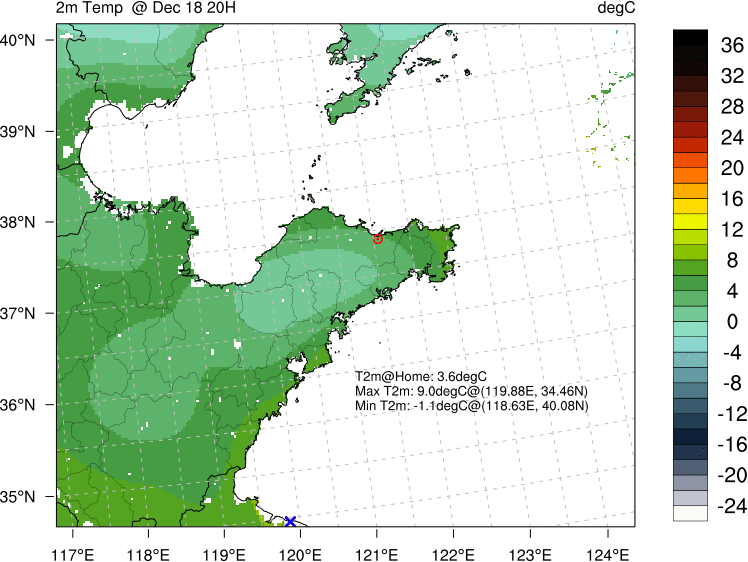 2m Temp @ Dec 18 20H degC
40°N
39°N
38°N
37°N
36°N
35°N
117°E 118°E 119°E 120°E 121°E 122°E 123°E 124°E
T2m@Home: 3.6degC
Max T2m: 9.0degC@(119.88E, 34.46N)
Min T2m: -1.1degC@(118.63E, 40.08N)
36
32
28
24
20
16
12
8
4
0
-4
-8
-12
-16
-20
-24